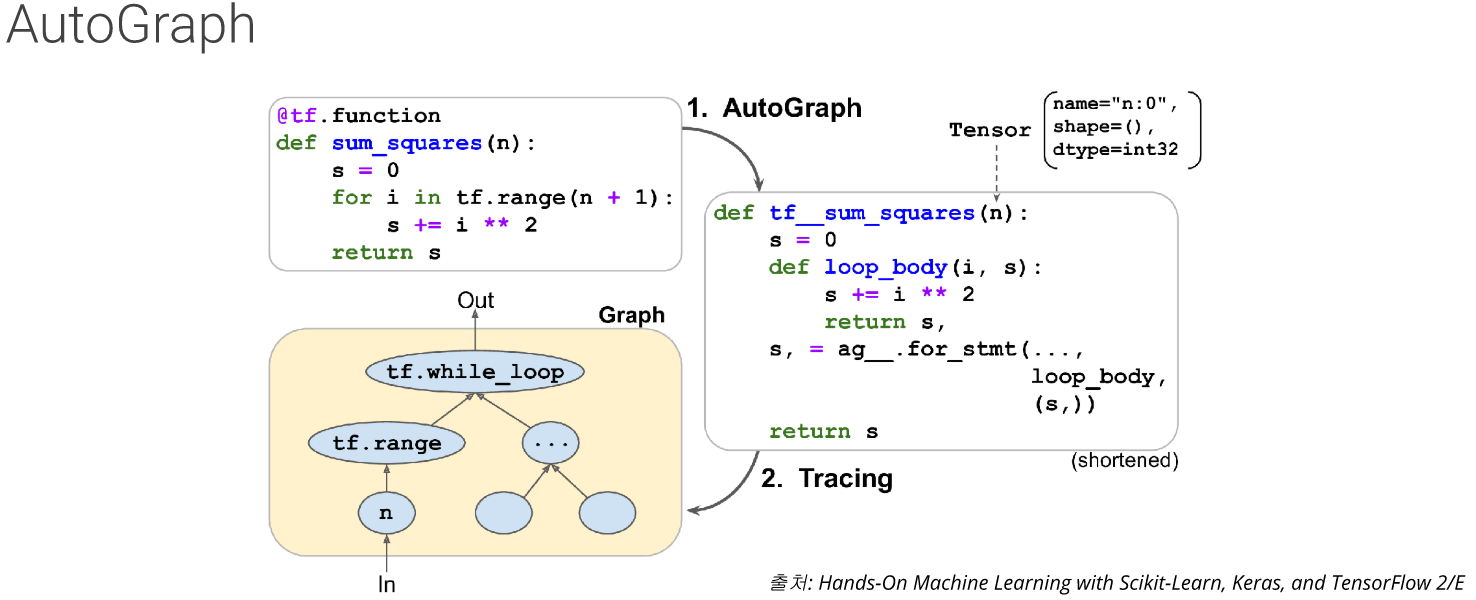 AutoGraph
@tf.function
def sum_squares(n):
    s = 0
    for i in tf.range(n + 1):
        s += i ** 2
    return s
1. AutoGraph
Tensor
name="n:0",
shape=(),
dtype=int32
def tf__sum_squares(n):
    s = 0
    def loop_body(i, s):
        s += i ** 2
        return s,
    s, = ag__.for_stmt(...,
                       loop_body,
                       (s,))
    return s
(shortened)
2. Tracing
Out
Graph
tf.while_loop
tf.range
...
n
In
출처: Hands-On Machine Learning with Scikit-Learn, Keras, and TensorFlow 2/E